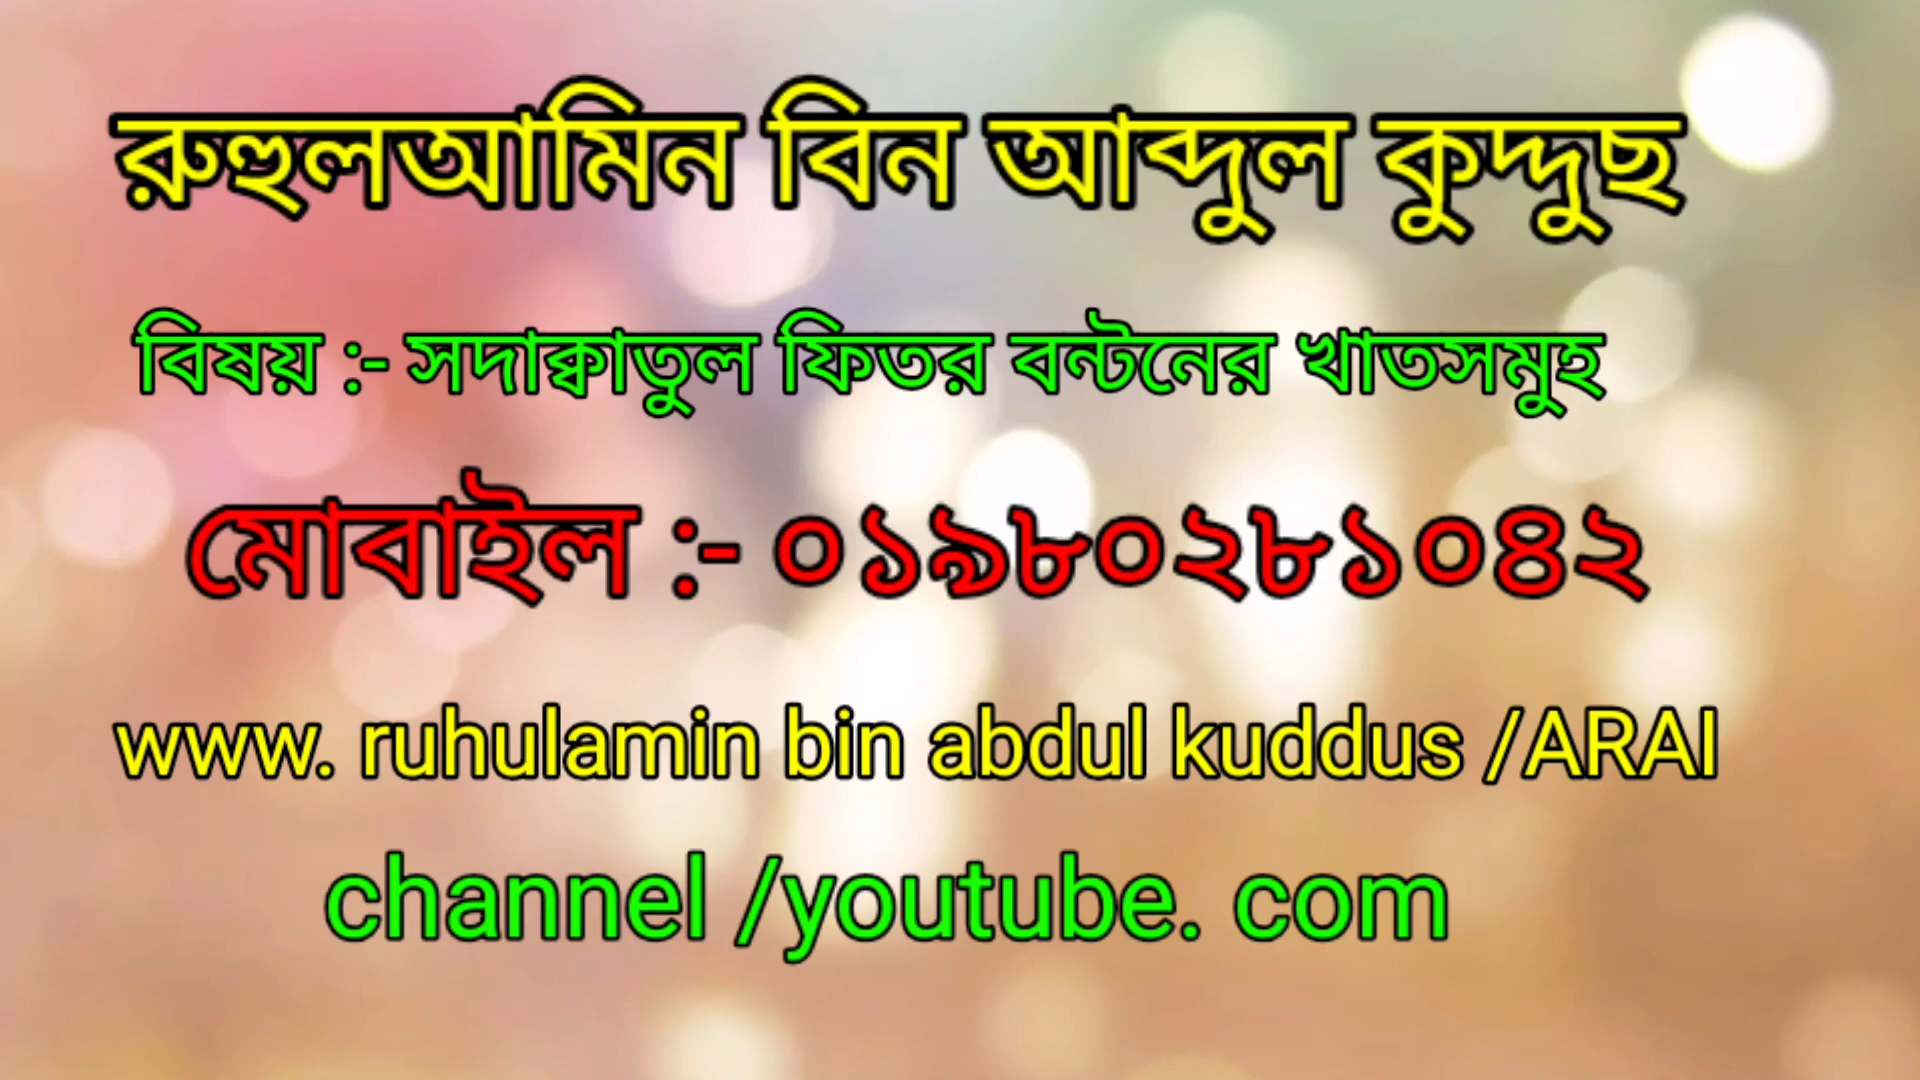 রুহুলআমিন বিন আব্দুল কুদ্দুছ
বিষয় :- সদাক্বাতুল ফিতর বন্টনের খাতসমুহ
মোবাইল :- ০১৯৮০২৮১০৪২
www. ruhulamin bin abdul kuddus /ARAI
channel /youtube. com